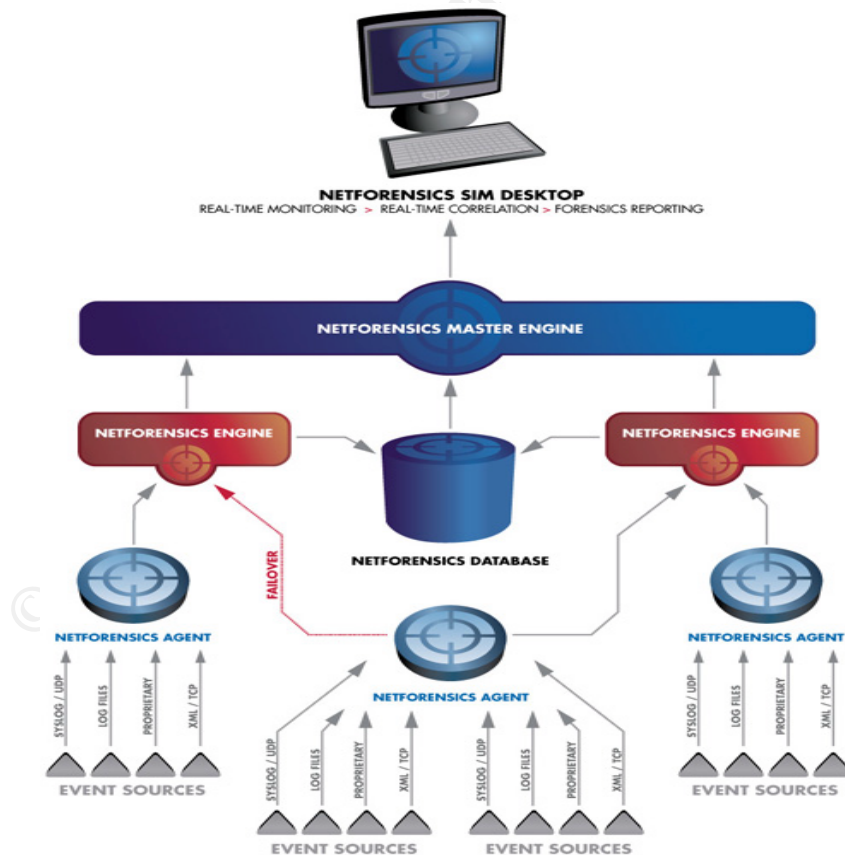 NETFORENSICS SIM DESKTOP
REAL-TIME MONITORING > REAL-TIME CORRELATION > FORENSICS REPORTING
NETFORENSICS MASTER ENGINE
NETFORENSICS ENGINE
NETFORENSICS ENGINE
NETFORENSICS DATABASE
FAILOVER
NETFORENSICS AGENT
NETFORENSICS AGENT
NETFORENSICS AGENT
SYSLOG / UDP
LOG FILES
PROPRIETARY
XML / TCP
EVENT SOURCES
SYSLOG / UDP
LOG FILES
PROPRIETARY
XML / TCP
EVENT SOURCES
SYSLOG / UDP
LOG FILES
PROPRIETARY
XML / TCP
EVENT SOURCES
SYSLOG / UDP
LOG FILES
PROPRIETARY
XML / TCP
EVENT SOURCES
©